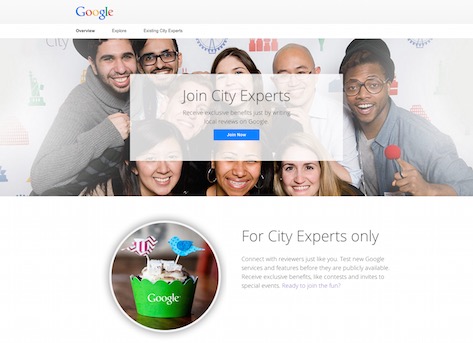 Google
Overview Explore Existing City Experts
City
Join City Experts
Receive exclusive benefits just by writing
local reviews on Google
Join Now
For City Experts only
Connect with reviewers just like you. Test new Google
services and features before they are publicly available.
Receive exclusive benefits, like contests and invites to
special events. Ready to join the fun?
Google